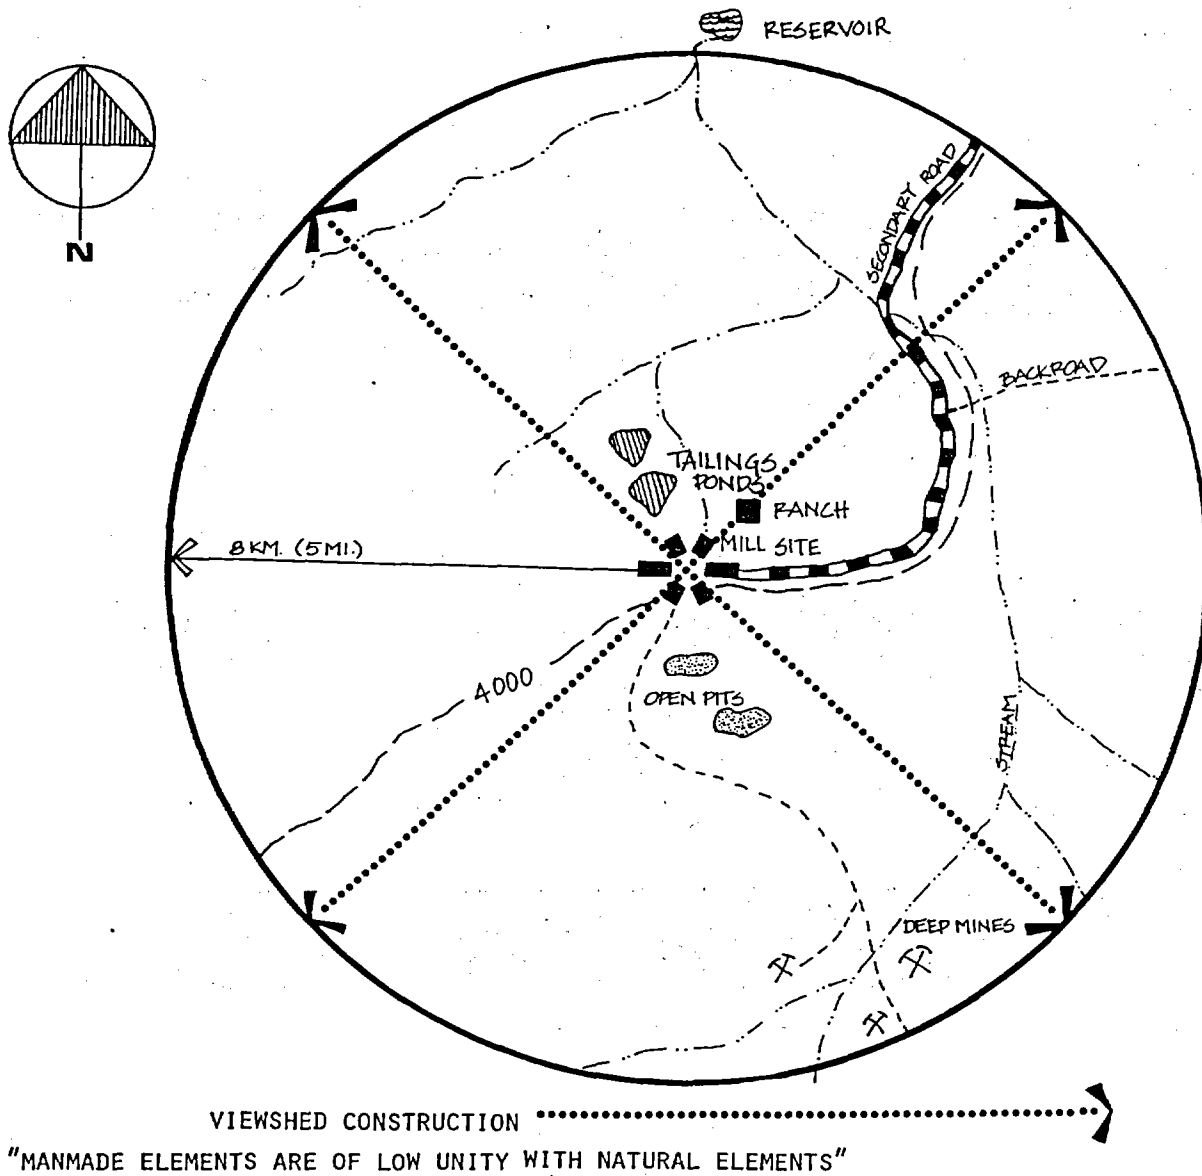 RESERVOIR
N
SECONDARY ROAD
BACKROAD
TAILINGS
PONDS
RANCH
MILL SITE
8 KM. (5 MI.)
4000
OPEN PITS
STREAM
DEEP MINES
VIEWSHED CONSTRUCTION
"MANMADE ELEMENTS ARE OF LOW UNITY WITH NATURAL ELEMENTS"